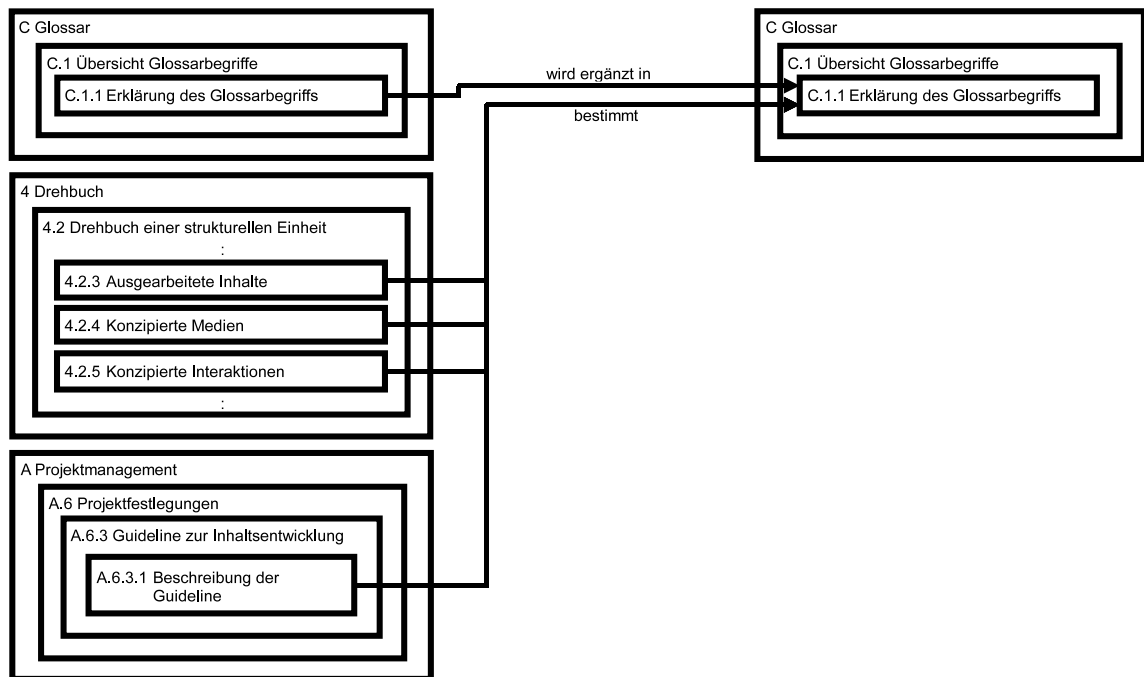 C Glossar
C.1 Übersicht Glossarbegriffe
C.1.1 Erklärung des Glossarbegriffs
wird ergänzt in
bestimmt
C Glossar
C.1 Übersicht Glossarbegriffe
C.1.1 Erklärung des Glossarbegriffs
4 Drehbuch
4.2 Drehbuch einer strukturellen Einheit
:
4.2.3 Ausgearbeitete Inhalte
4.2.4 Konzipierte Medien
4.2.5 Konzipierte Interaktionen
:
A Projektmanagement
A.6 Projektfestlegungen
A.6.3 Guideline zur Inhaltsentwicklung
A.6.3.1 Beschreibung der
Guideline